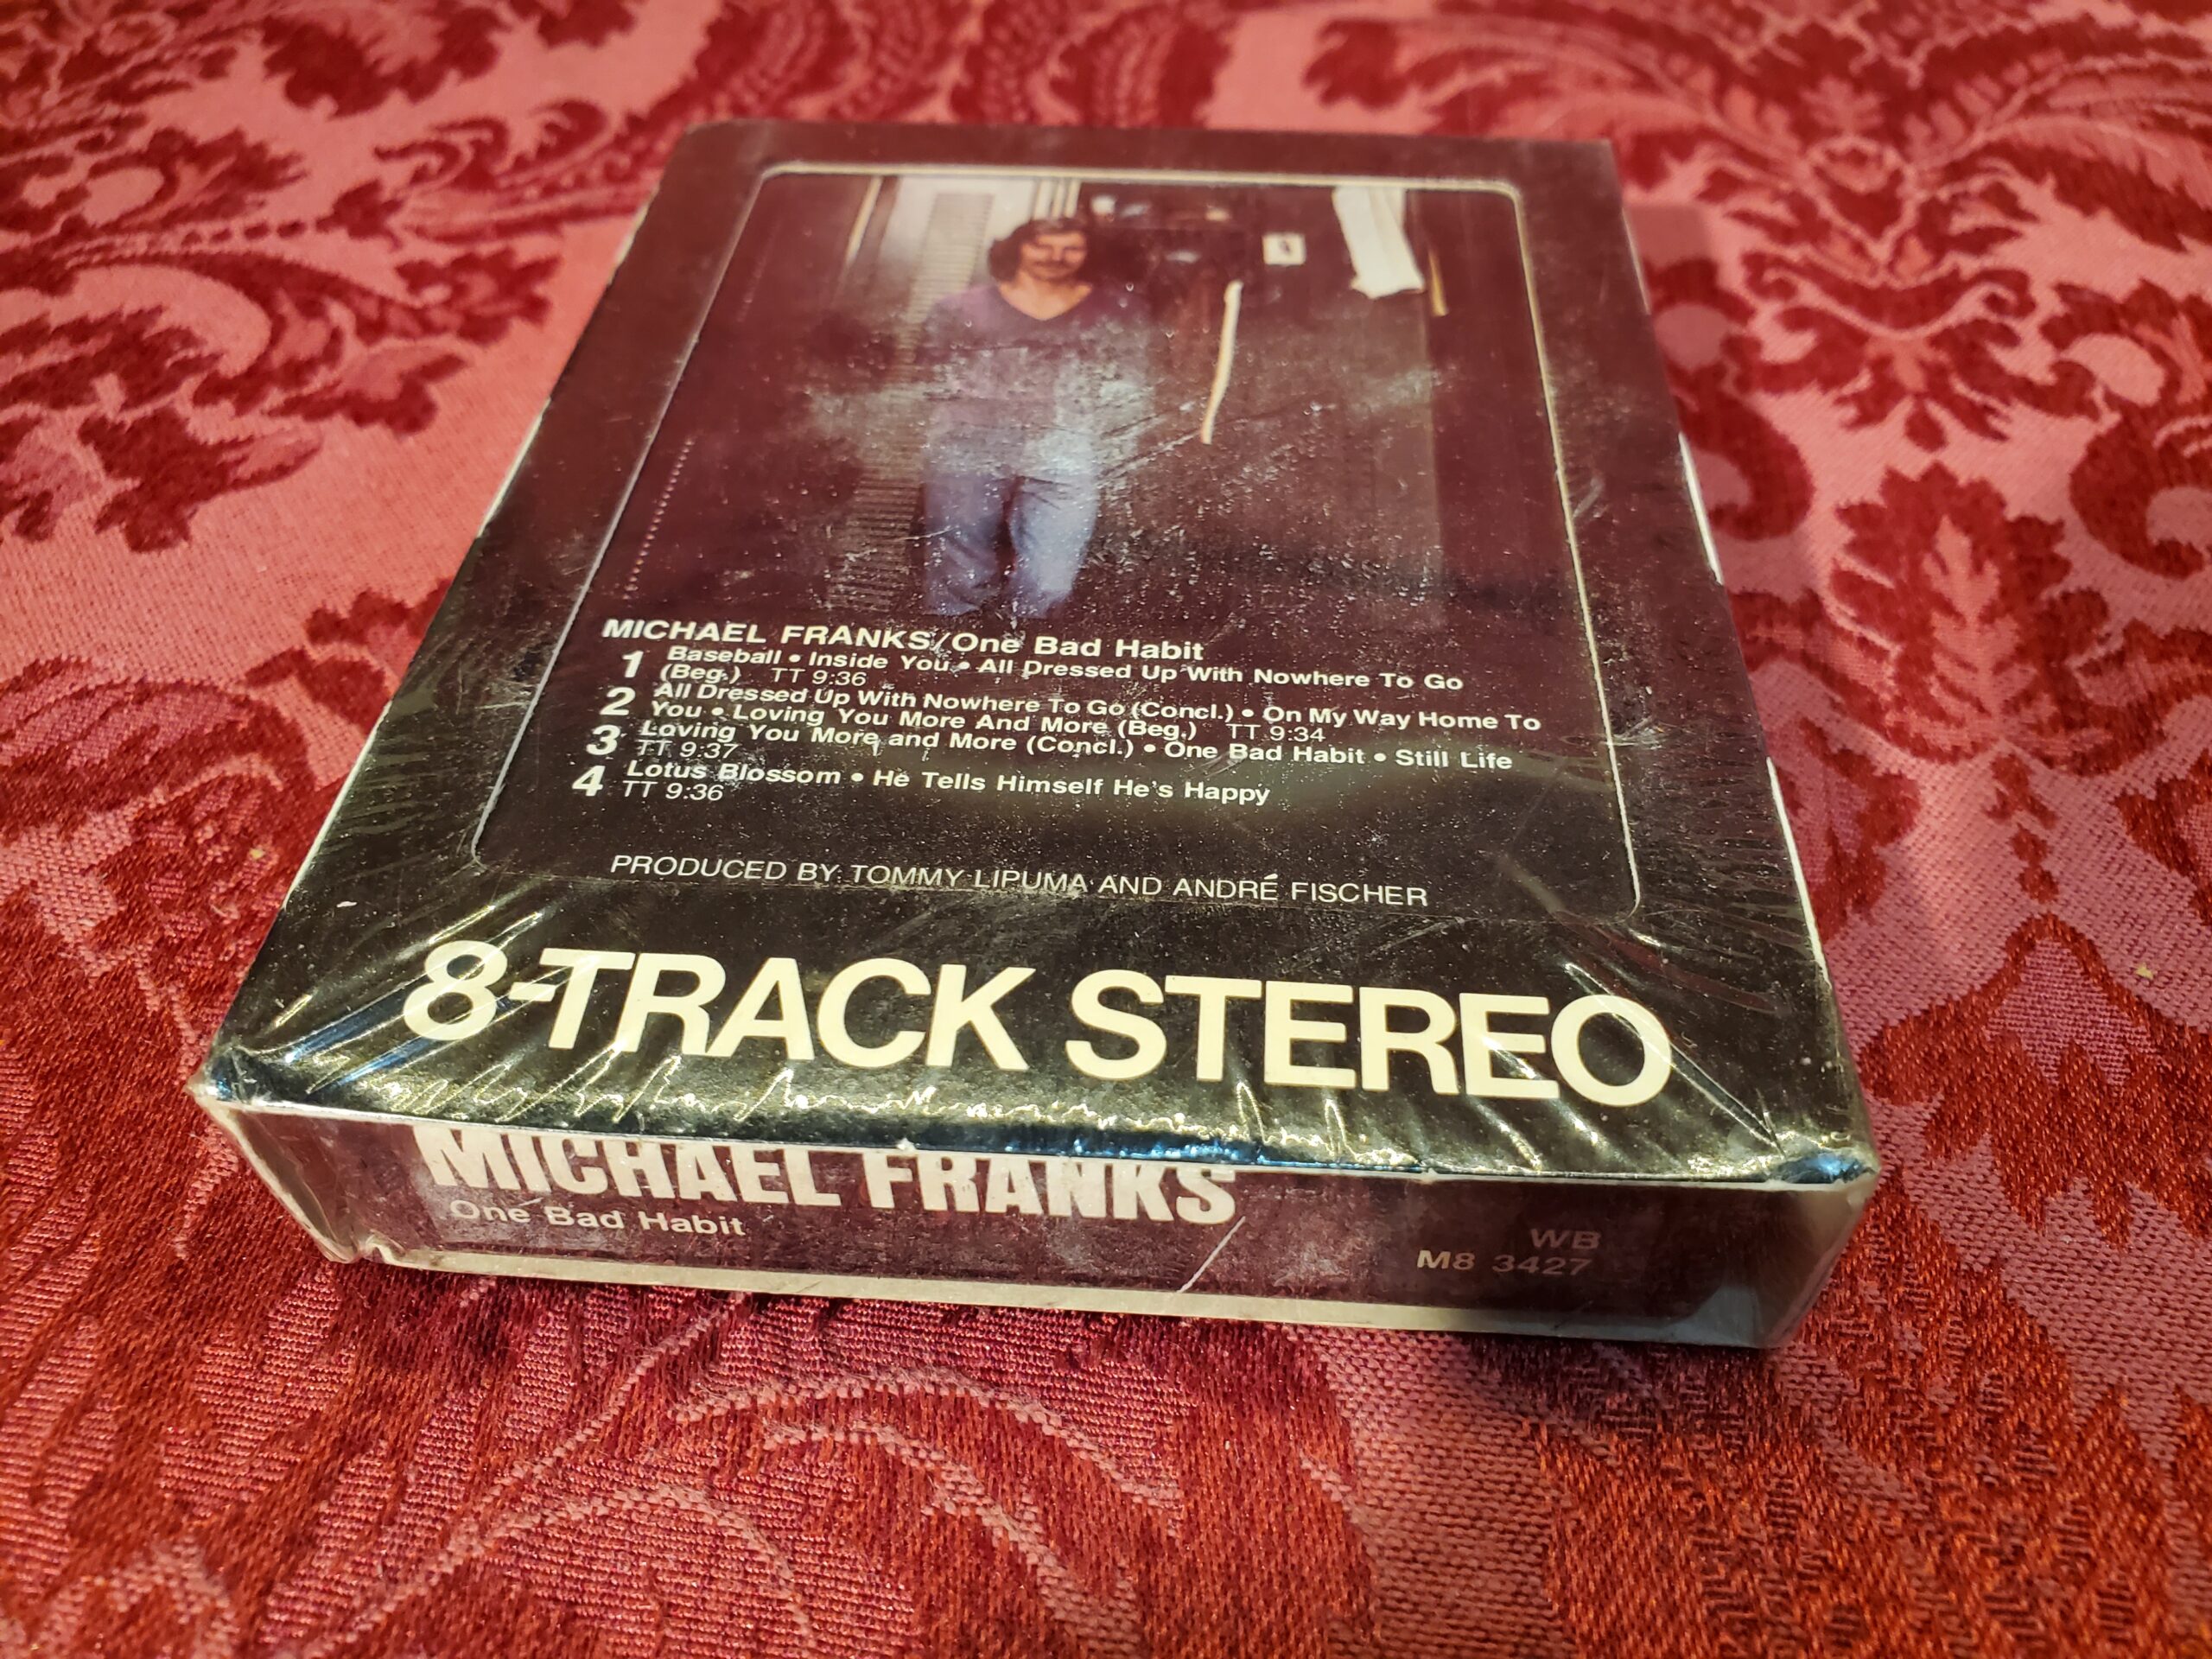 MICHAEL FRANKS/One Bad Habit
1 Baseball • Inside You • All Dressed Up With Nowhere To Go
(Beg.) TT 9:36
2 All Dressed Up With Nowhere To Go (Concl.) • On My Way Home To
You • Loving You More And More (Beg.) TT 9:34
3 Loving You More and More (Concl.) • One Bad Habit • Still Life
TT 9:37
4 Lotus Blossom • He Tells Himself He's Happy
TT 9:36
PRODUCED BY TOMMY LIPUMA AND ANDRÉ FISCHER
8-TRACK STEREO
MICHAEL FRANKS
One Bad Habit
WB
M8 3427